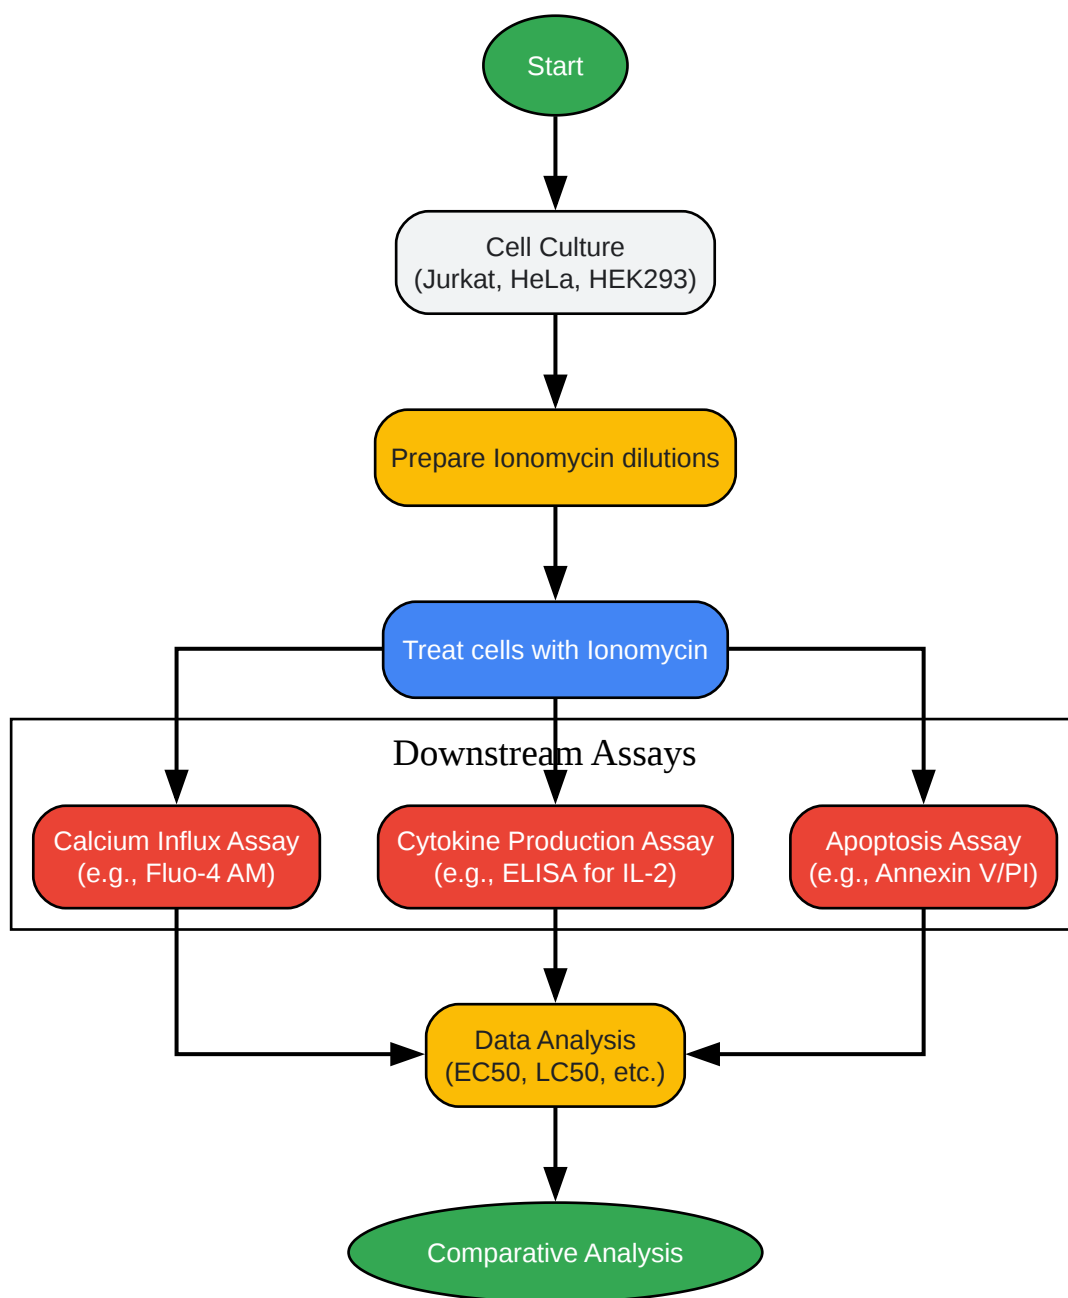 Start
Cell Culture
(Jurkat, HeLa, HEK293)
Prepare Ionomycin dilutions
Treat cells with Ionomycin
Downstream Assays
Calcium Influx Assay
(e.g., Fluo-4 AM)
Cytokine Production Assay
(e.g., ELISA for IL-2)
Apoptosis Assay
(e.g., Annexin V/PI)
Data Analysis
(EC50, LC50, etc.)
Comparative Analysis